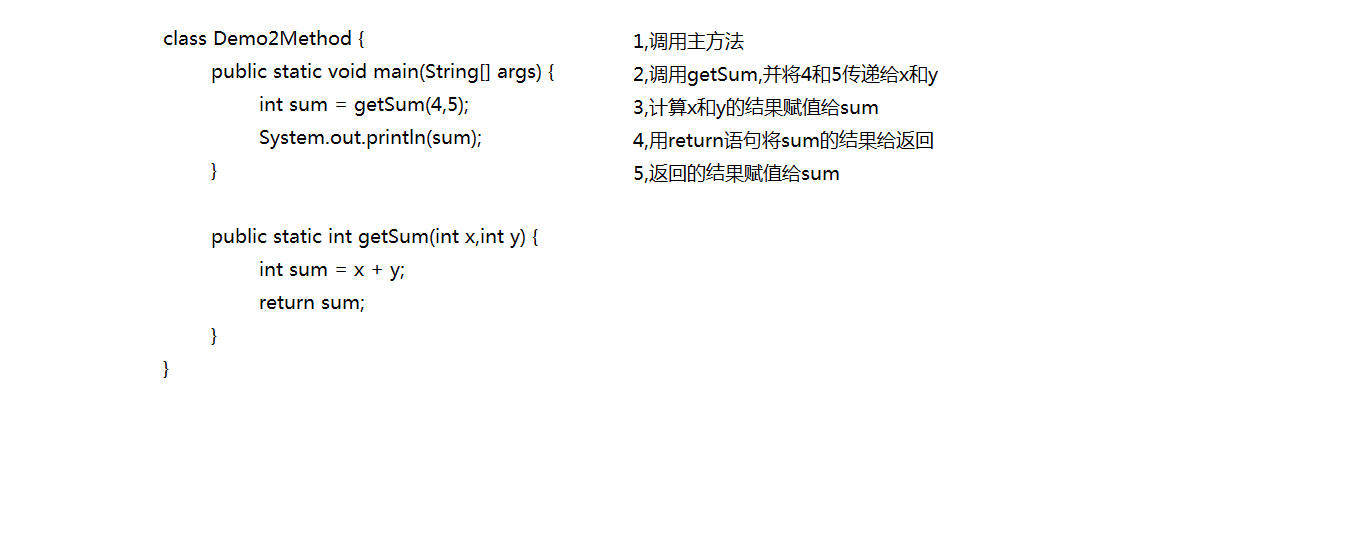 class Demo2Method {
public static void main(String[] args) {
int sum = getSum(4,5);
System.out.println(sum);
}
public static int getSum(int x,int y) {
int sum = x + y;
return sum;
}
}
1,调用主方法
2,调用getSum,并将4和5传递给x和y
3,计算x和y的结果赋值给sum
4,用return语句将sum的结果给返回
5,返回的结果赋值给sum